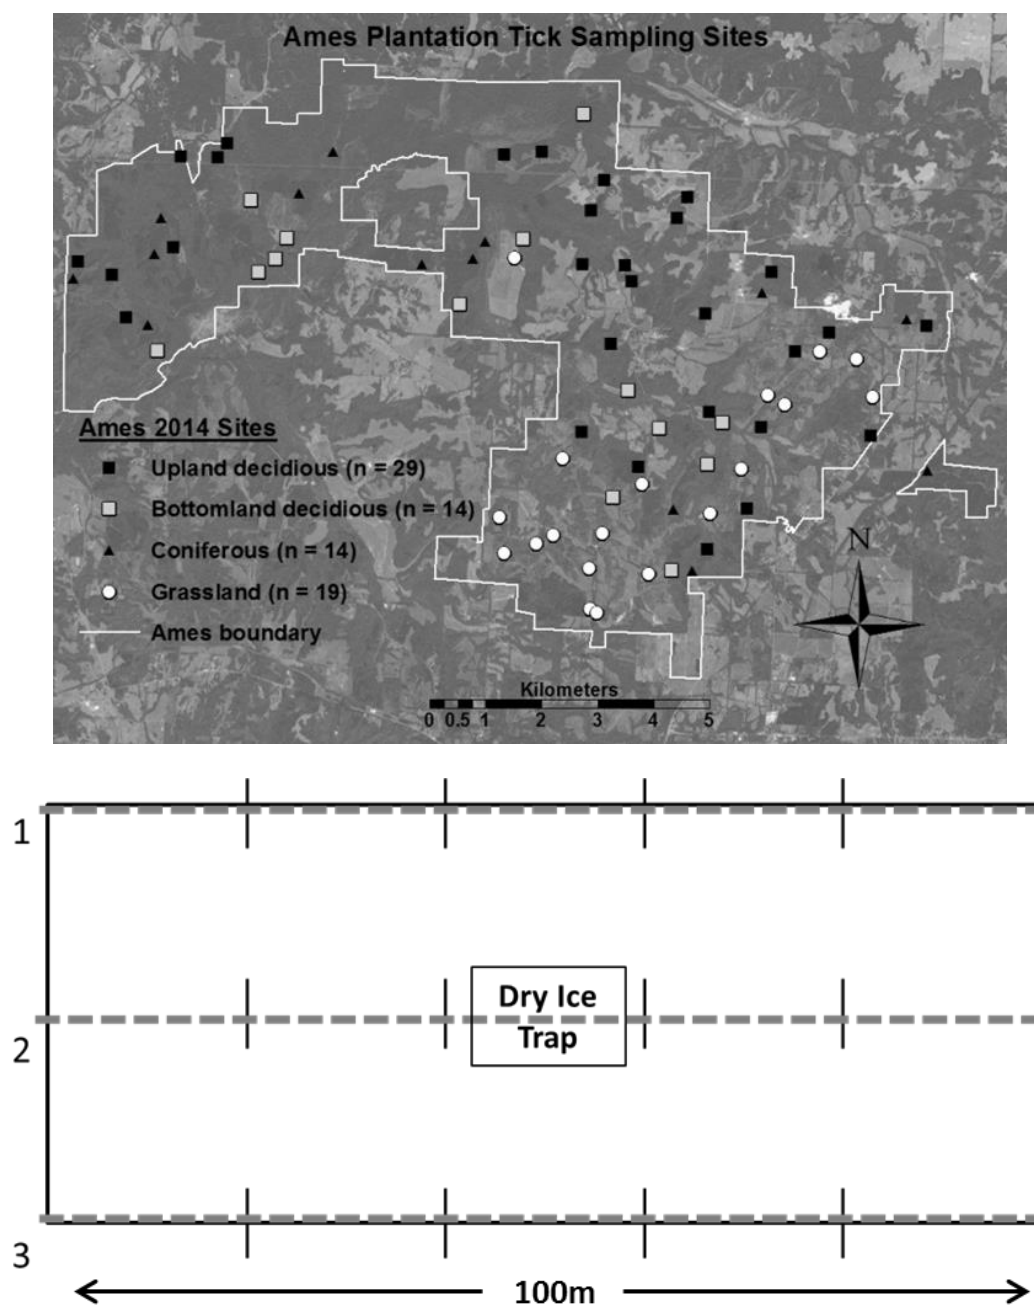 Ames Plantation Tick Sampling Sites
Ames 2014 Sites
Upland decidious (n = 29)
Bottomland decidious (n = 14)
Coniferous (n = 14)
Grassland (n = 19)
Ames boundary
N
Kilometers
0 0.5 1 2 3 4 5
1
Dry Ice
Trap
2
3
100m